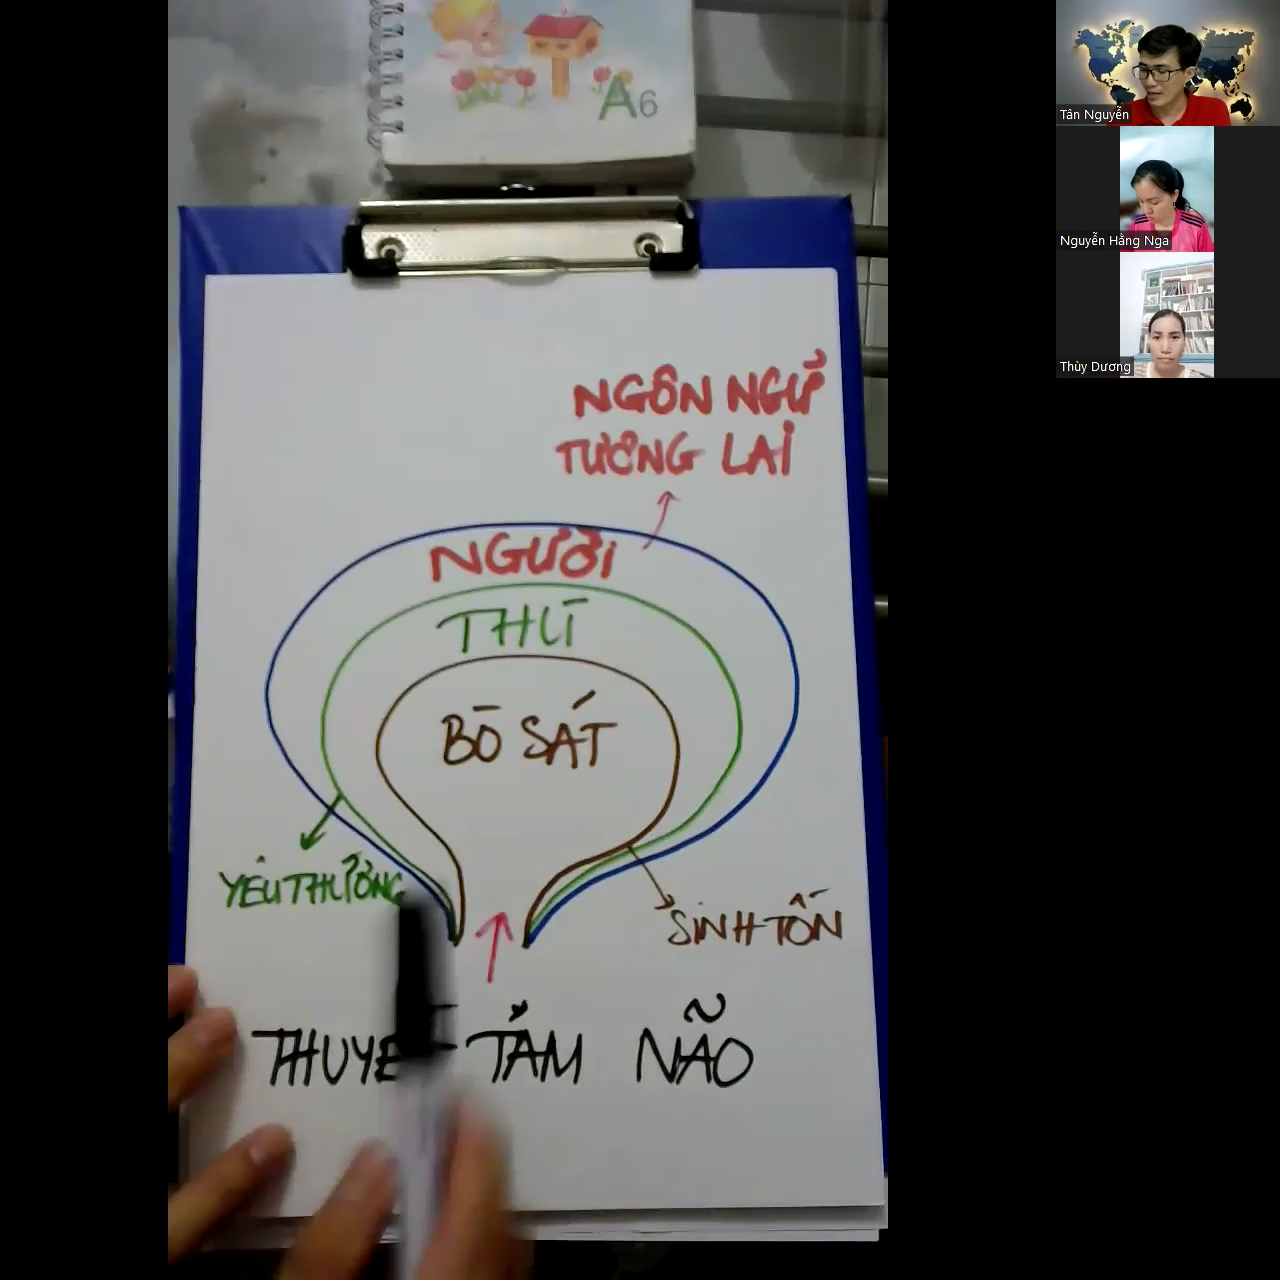 A6
NGÔN NGỮ
TƯƠNG LAI
NGƯỜI
THÚ
BÒ SÁT
YÊU THƯƠNG
SINH TỒN
TAM NÃO
Tân Nguyễn
Nguyễn Hằng Nga
Thùy Dương